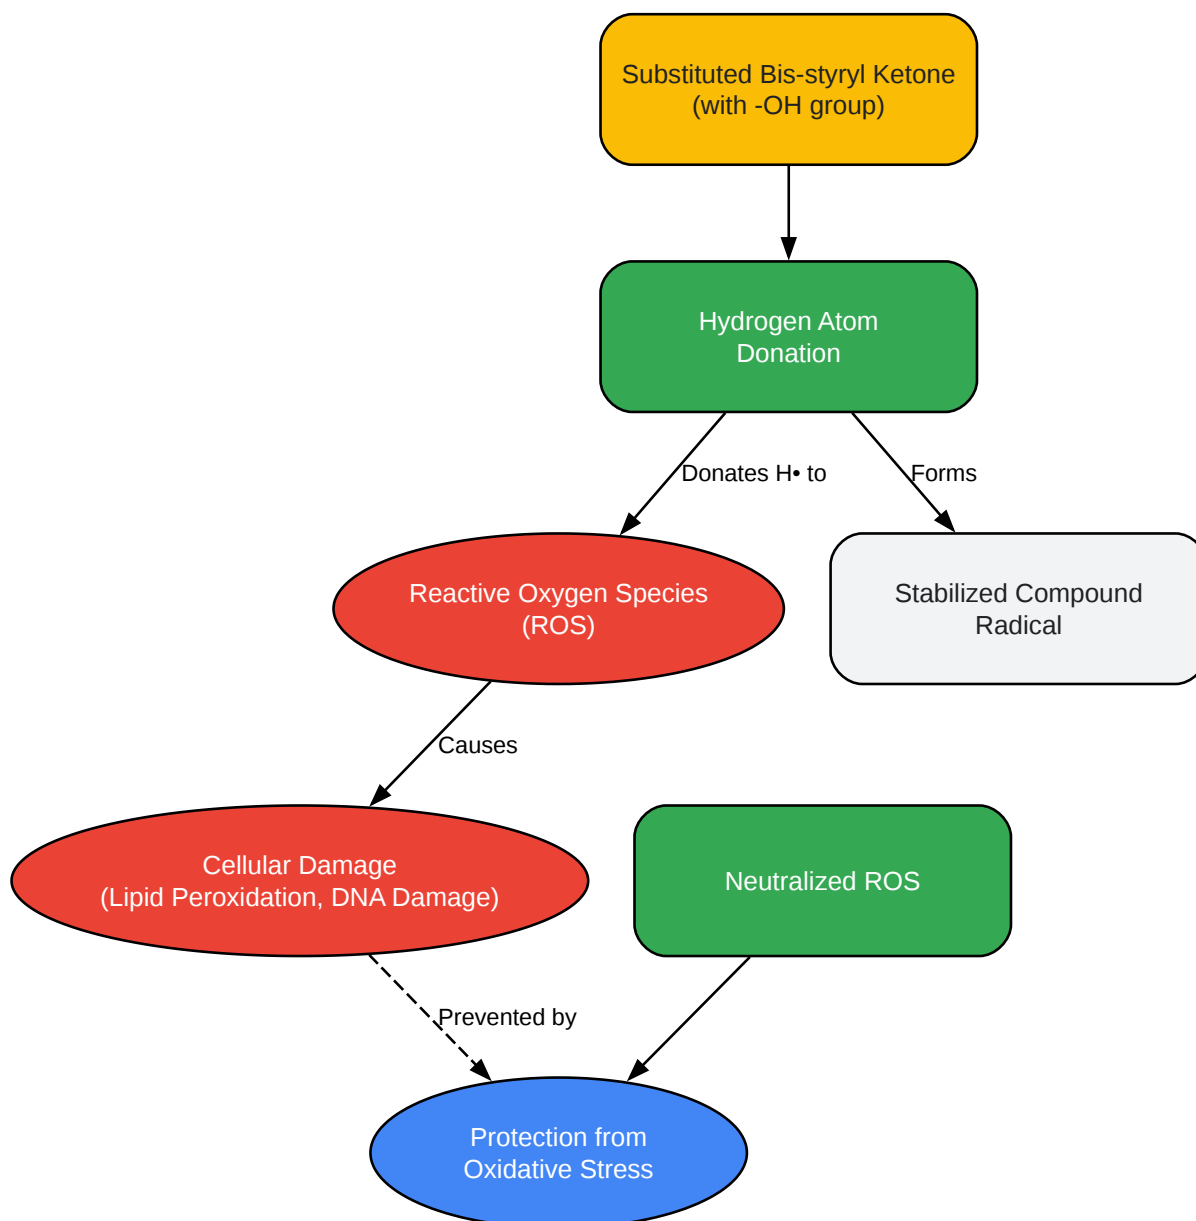 Substituted Bis-styryl Ketone
(with -OH group)
Hydrogen Atom
Donation
Donates H• to
Forms
Reactive Oxygen Species
(ROS)
Stabilized Compound
Radical
Causes
Cellular Damage
(Lipid Peroxidation, DNA Damage)
Neutralized ROS
Prevented by
Protection from
Oxidative Stress